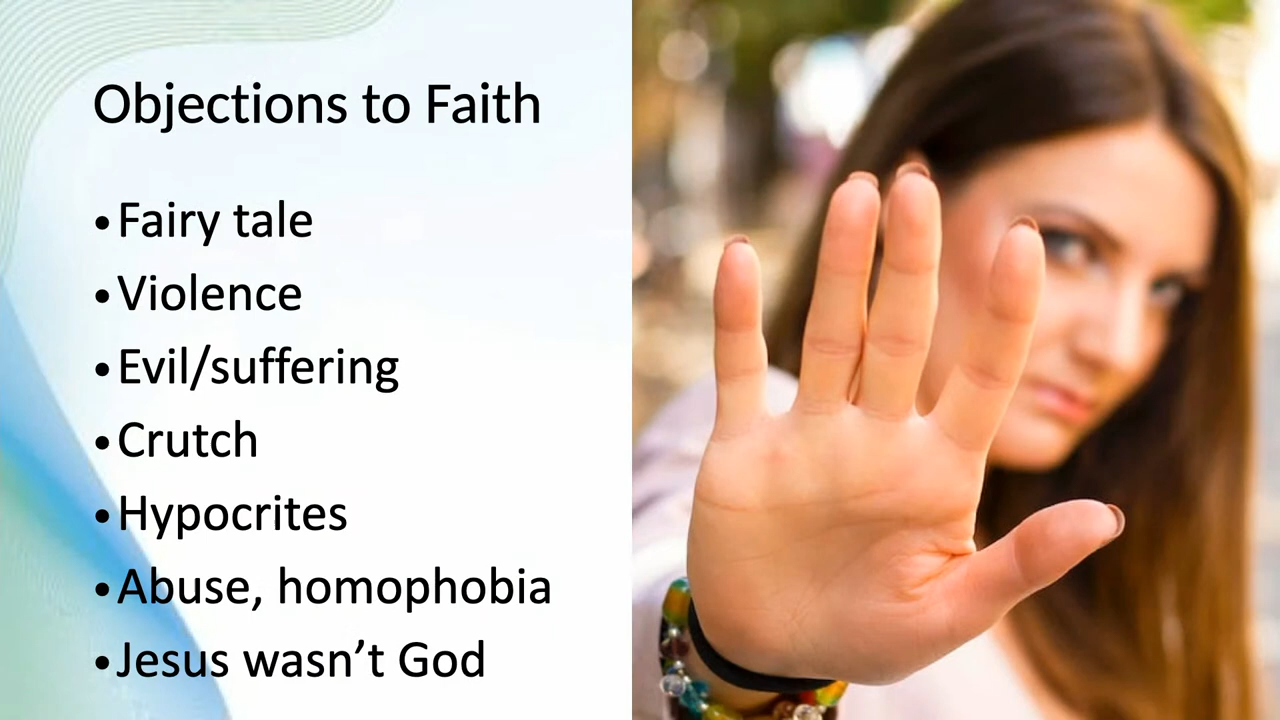 Objections to Faith
•Fairy tale
•Violence
•Evil/suffering
•Crutch
•Hypocrites
•Abuse, homophobia
•Jesus wasn’t God